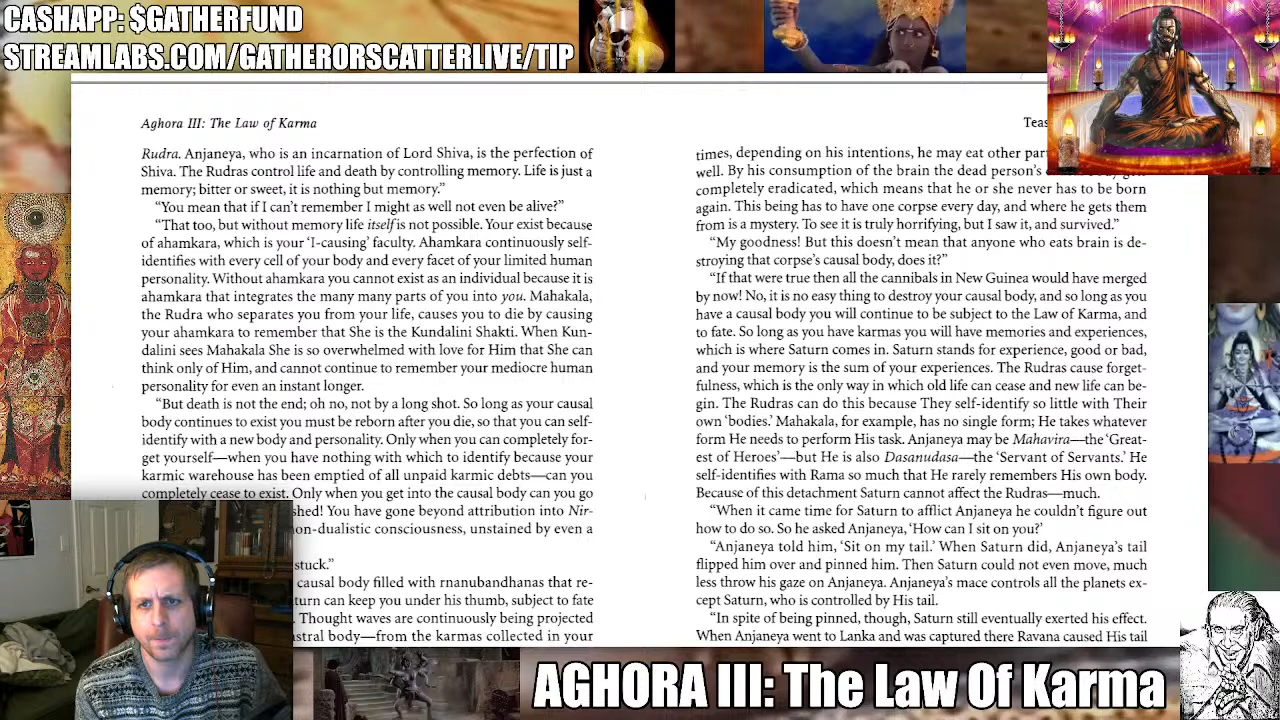 CASHAPP: $GATHERFUND
STREAMLABS.COM/GATHERORSCATTERLIVE/TIP
Aghora III: The Law of Karma
Rudra. Anjaneya, who is an incarnation of Lord Shiva, is the perfection of
Shiva. The Rudras control life and death by controlling memory. Life is just a
memory; bitter or sweet, it is nothing but memory.”
“You mean that if I can’t remember I might as well not even be alive?”
“That too, but without memory life itself is not possible. Your exist because
of ahamkara, which is your ‘I-causing’ faculty. Ahamkara continuously self-
identifies with every cell of your body and every facet of your limited human
personality. Without ahamkara you cannot exist as an individual because it is
ahamkara that integrates the many many parts of you into you. Mahakala,
the Rudra who separates you from your life, causes you to die by causing
your ahamkara to remember that She is the Kundalini Shakti. When Kun-
dalini sees Mahakala She is so overwhelmed with love for Him that She can
think only of Him, and cannot continue to remember your mediocre human
personality for even an instant longer.
“But death is not the end; oh no, not by a long shot. So long as your causal
body continues to exist you must be reborn after you die, so that you can self-
identify with a new body and personality. Only when you can completely for-
get yourself—when you have nothing with which to identify because your
karmic warehouse has been emptied of all unpaid karmic debts—can you
completely cease to exist. Only when you get into the causal body can you go
shed! You have gone beyond attribution into Nir-
on-dualistic consciousness, unstained by even a
stuck.”
causal body filled with rnanubandhanas that re-
turn can keep you under his thumb, subject to fate
. Thought waves are continuously being projected
stral body—from the karmas collected in your
Teas
times, depending on his intentions, he may eat other par
well. By his consumption of the brain the dead person’s
completely eradicated, which means that he or she never has to be born
again. This being has to have one corpse every day, and where he gets them
from is a mystery. To see it is truly horrifying, but I saw it, and survived.”
“My goodness! But this doesn’t mean that anyone who eats brain is de-
stroying that corpse’s causal body, does it?”
“If that were true then all the cannibals in New Guinea would have merged
by now! No, it is no easy thing to destroy your causal body, and so long as you
have a causal body you will continue to be subject to the Law of Karma, and
to fate. So long as you have karmas you will have memories and experiences,
which is where Saturn comes in. Saturn stands for experience, good or bad,
and your memory is the sum of your experiences. The Rudras cause forget-
fulness, which is the only way in which old life can cease and new life can be-
gin. The Rudras can do this because They self-identify so little with Their
own ‘bodies.’ Mahakala, for example, has no single form; He takes whatever
form He needs to perform His task. Anjaneya may be Mahavira—the ‘Great-
est of Heroes’—but He is also Dasanudasa—the ‘Servant of Servants.’ He
self-identifies with Rama so much that He rarely remembers His own body.
Because of this detachment Saturn cannot affect the Rudras—much.
“When it came time for Saturn to afflict Anjaneya he couldn’t figure out
how to do so. So he asked Anjaneya, ‘How can I sit on you?’
“Anjaneya told him, ‘Sit on my tail.’ When Saturn did, Anjaneya’s tail
flipped him over and pinned him. Then Saturn could not even move, much
less throw his gaze on Anjaneya. Anjaneya’s mace controls all the planets ex-
cept Saturn, who is controlled by His tail.
“In spite of being pinned, though, Saturn still eventually exerted his effect.
When Anjaneya went to Lanka and was captured there Ravana caused His tail
AGHORA III: The Law Of Karma